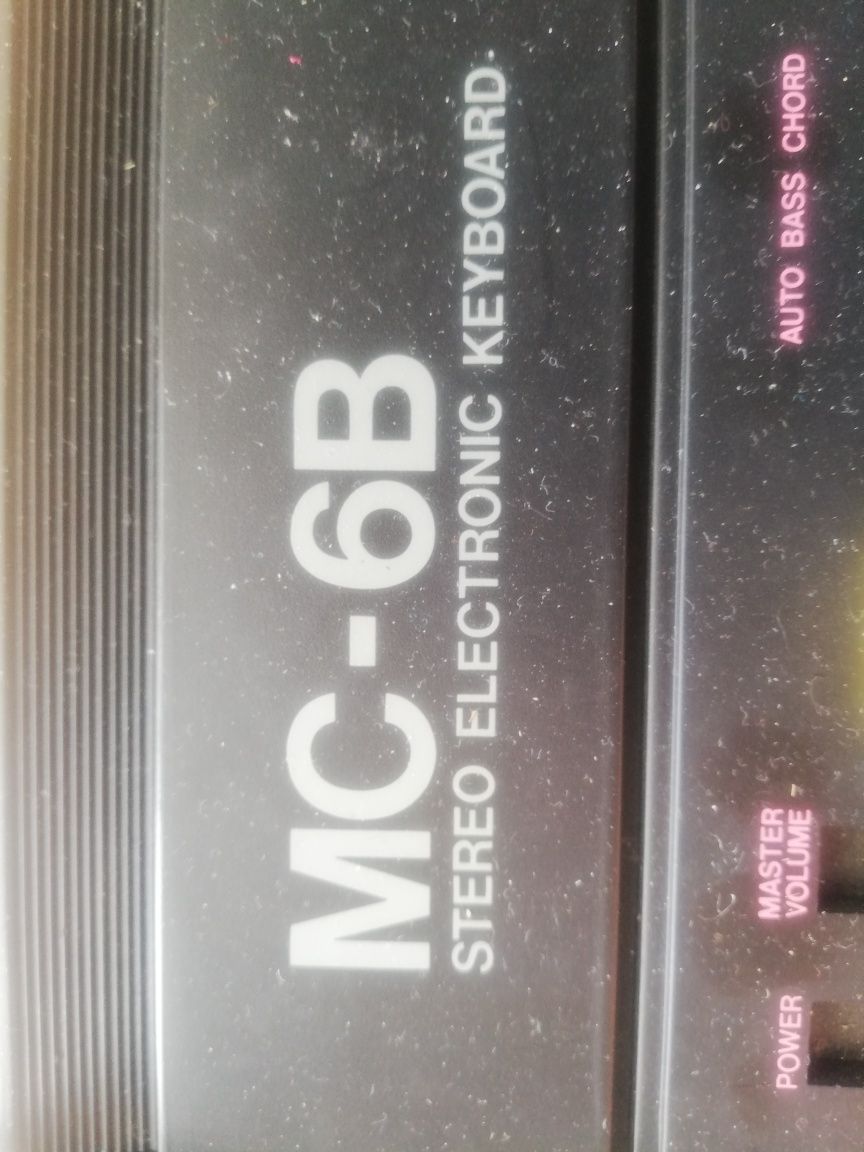 MC-6B
STEREO ELECTRONIC KEYBOARD
POWER
MASTER
VOLUME
AUTO BASS CHORD